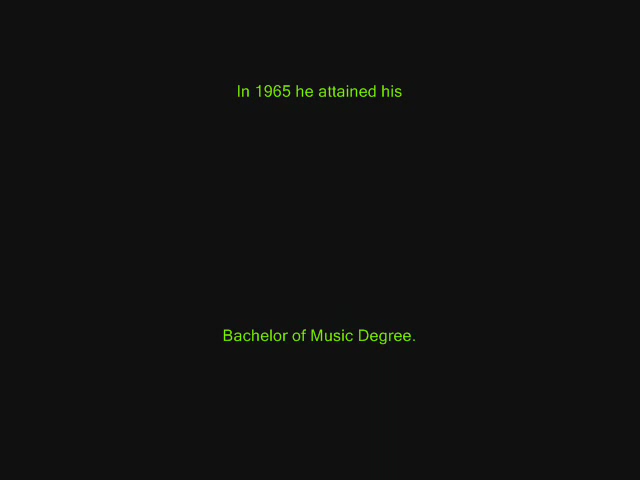 In 1965 he attained his
Bachelor of Music Degree.